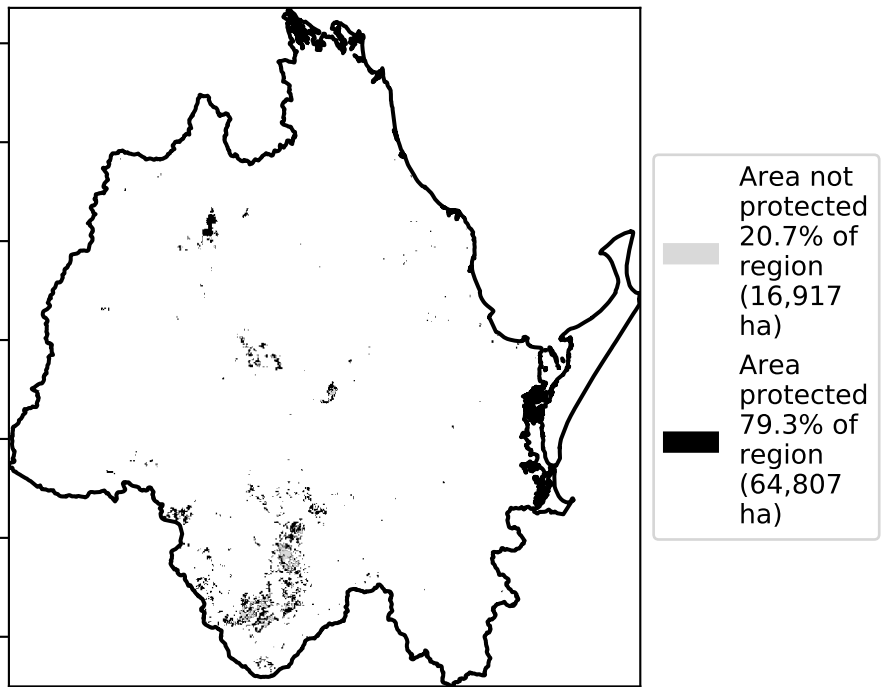 Area not
protected
20.7% of
region
(16,917
ha)
Area
protected
79.3% of
region
(64,807
ha)